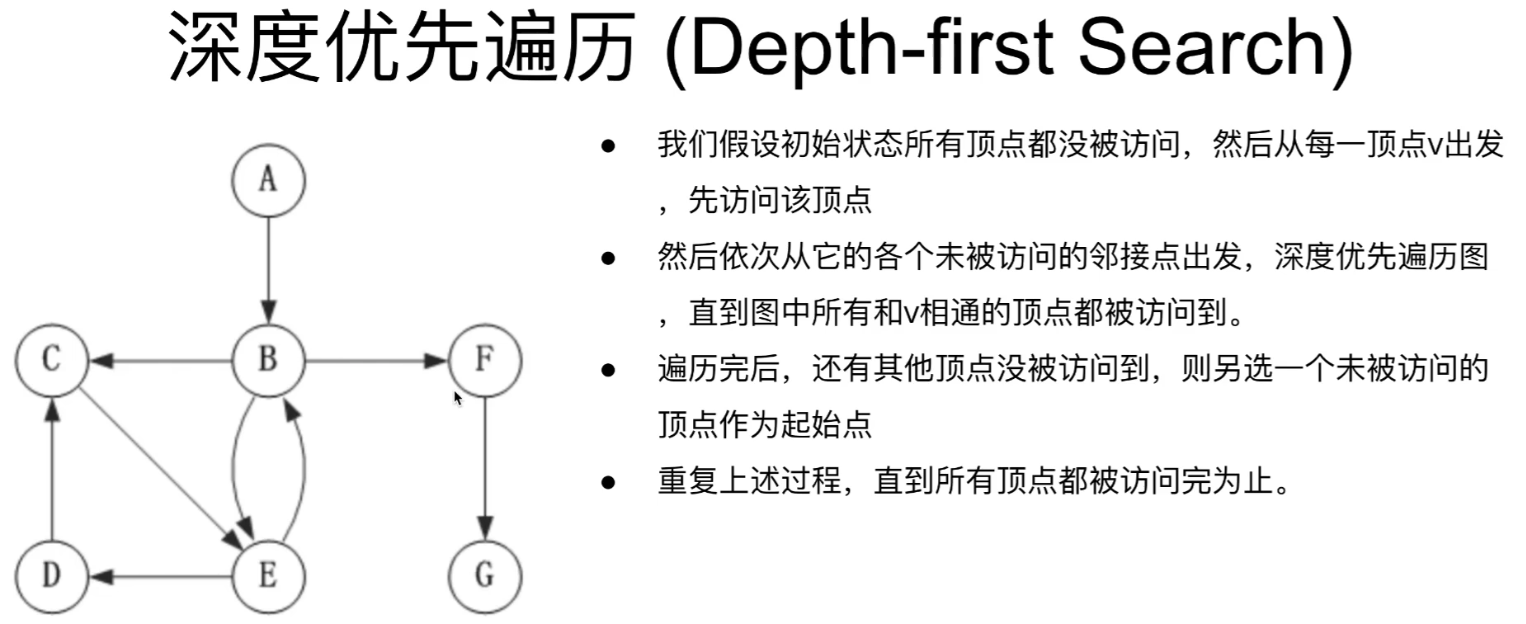 深度优先遍历 (Depth-first Search)
A
C
B
F
D
E
G
● 我们假设初始状态所有顶点都没被访问，然后从每一顶点v出发
，先访问该顶点
● 然后依次从它的各个未被访问的邻接点出发，深度优先遍历图
，直到图中所有和v相通的顶点都被访问到。
● 遍历完后，还有其他顶点没被访问到，则另选一个未被访问的
顶点作为起始点
● 重复上述过程，直到所有顶点都被访问完为止。